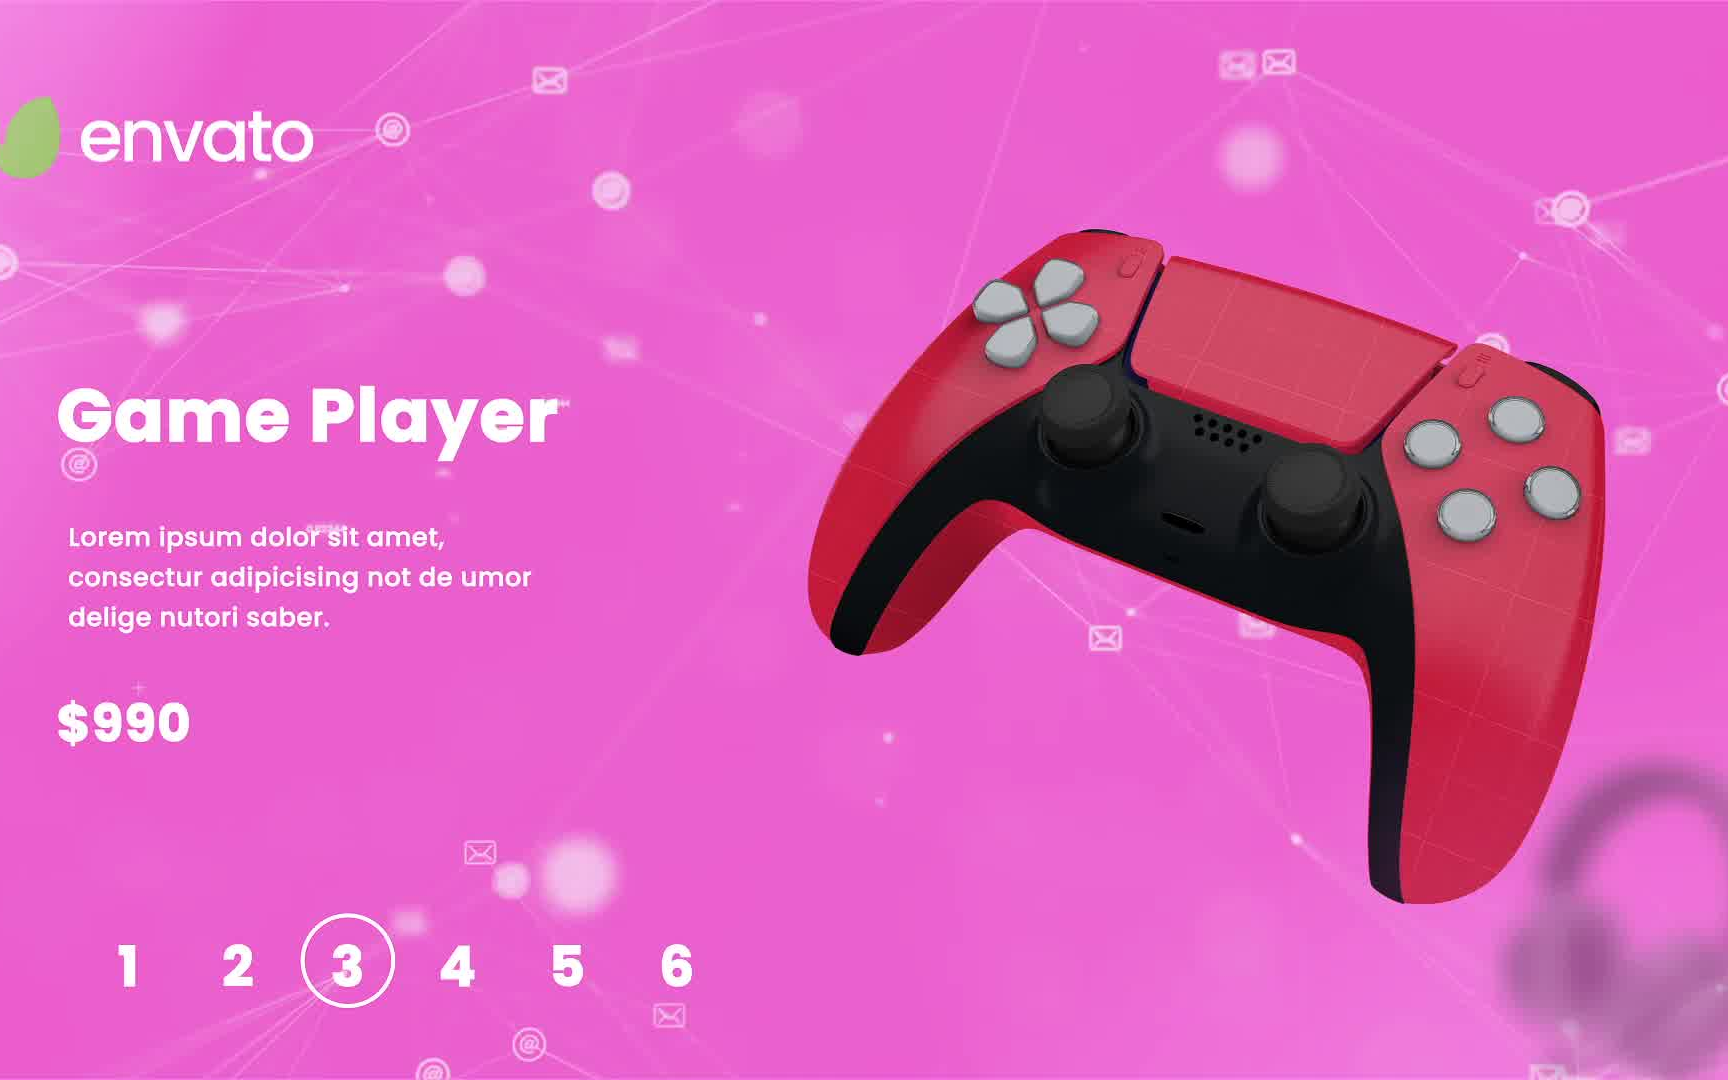 envato
Game Player
Lorem ipsum dolor sit amet,
consectur adipicising not de umor
delige nutori saber.
$990
1 2 3 4 5 6